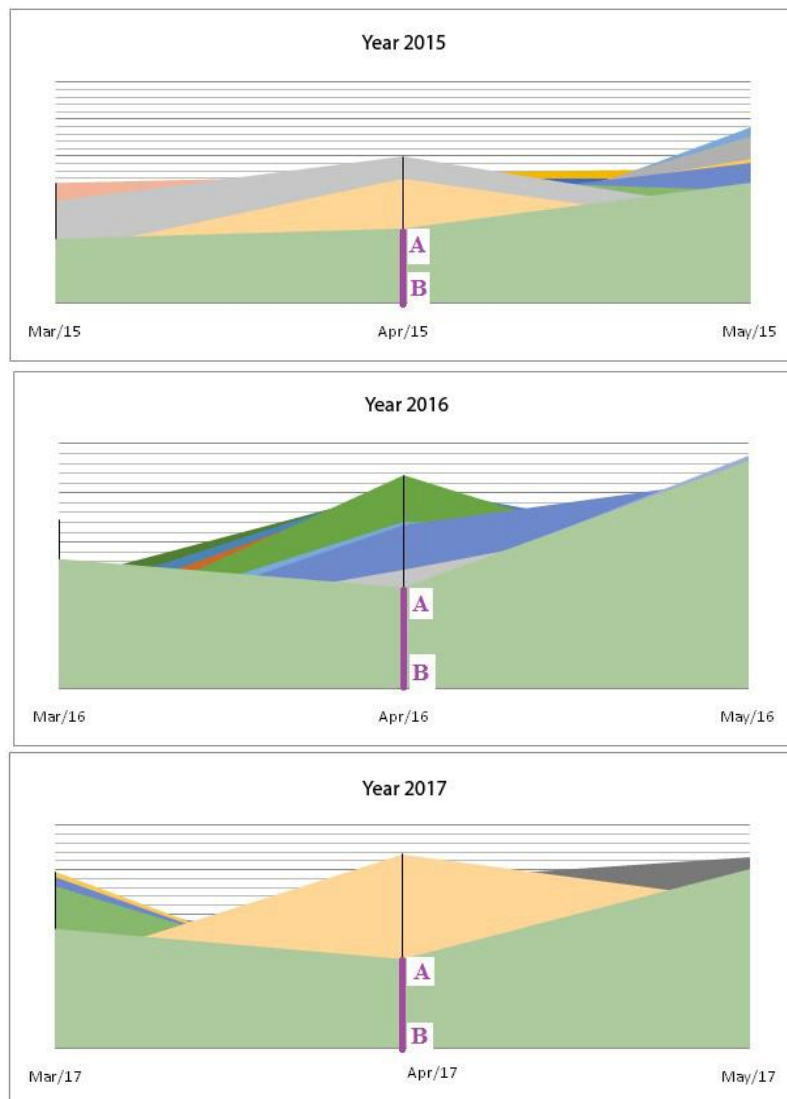 Year 2015
A
B
Mar/15 Apr/15 May/15
Year 2016
A
B
Mar/16 Apr/16 May/16
Year 2017
A
B
Mar/17 Apr/17 May/17